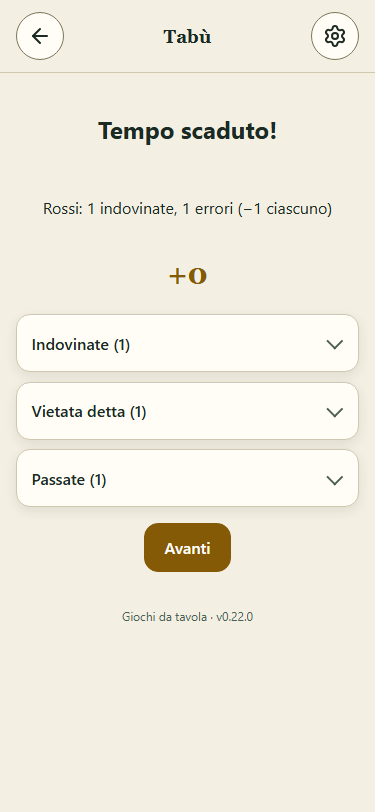 Tabù
Tempo scaduto!
Rossi: 1 indovinate, 1 errori (−1 ciascuno)
+0
Indovinate (1)
Vietata detta (1)
Passate (1)
Avanti
Giochi da tavola · v0.22.0